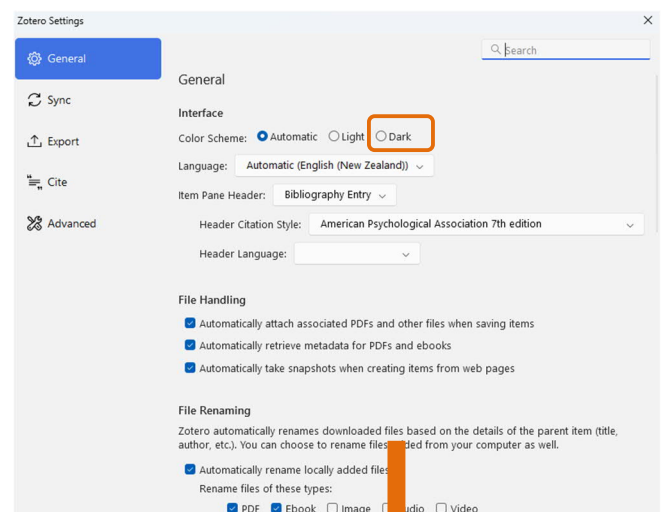 Zotero Settings
Search
General
Sync
Export
Cite
Advanced
General
Interface
Color Scheme: Automatic Light Dark
Language: Automatic (English (New Zealand))
Item Pane Header: Bibliography Entry
Header Citation Style: American Psychological Association 7th edition
Header Language:
File Handling
Automatically attach associated PDFs and other files when saving items
Automatically retrieve metadata for PDFs and ebooks
Automatically take snapshots when creating items from web pages
File Renaming
Zotero automatically renames downloaded files based on the details of the parent item (title,
author, etc.). You can choose to rename files from your computer as well.
Automatically rename locally added files
Rename files of these types:
PDF Ebook Image Video